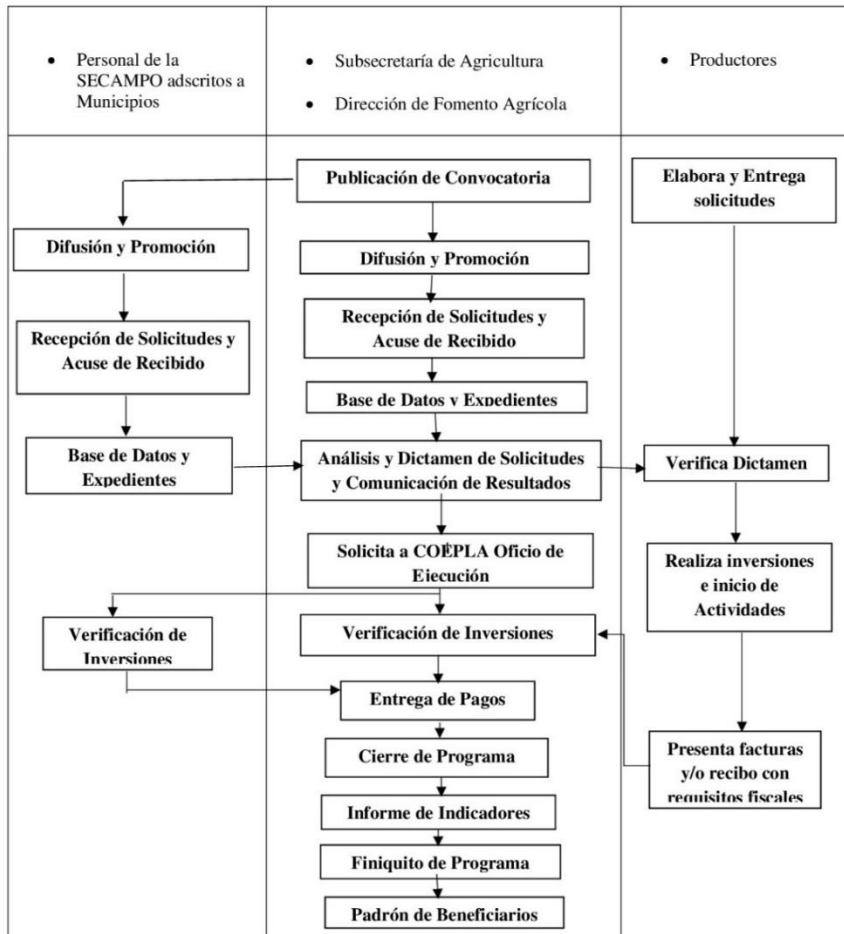 • Personal de la
SECAMPO adscritos a
Municipios
• Subsecretaría de Agricultura
• Dirección de Fomento Agrícola
• Productores
Publicación de Convocatoria
Elabora y Entrega
solicitudes
Difusión y Promoción
Difusión y Promoción
Recepción de Solicitudes y
Acuse de Recibido
Recepción de Solicitudes y
Acuse de Recibido
Base de Datos y Expedientes
Base de Datos y
Expedientes
Análisis y Dictamen de Solicitudes
y Comunicación de Resultados
Verifica Dictamen
Solicita a COEPLA Oficio de
Ejecución
Realiza inversiones
e inicio de
Actividades
Verificación de
Inversiones
Verificación de Inversiones
Entrega de Pagos
Presenta facturas
y/o recibo con
requisitos fiscales
Cierre de Programa
Informe de Indicadores
Finiquito de Programa
Padrón de Beneficiarios